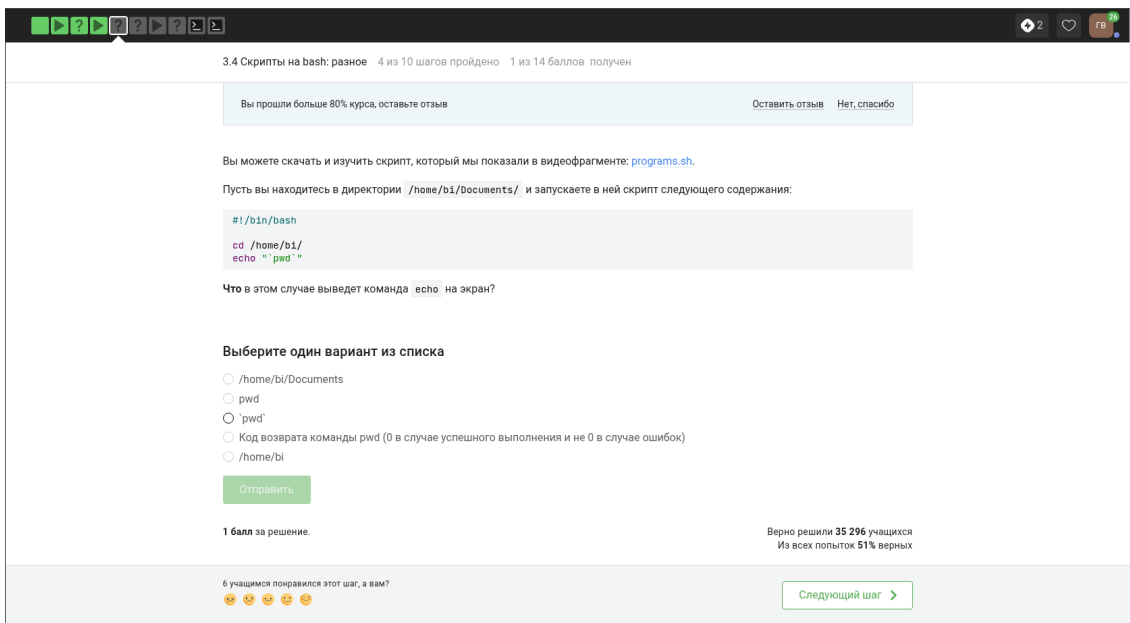 2
ГВ
26
3.4 Скрипты на bash: разное 4 из 10 шагов пройдено 1 из 14 баллов получен
Вы прошли больше 80% курса, оставьте отзыв Оставить отзыв Нет, спасибо
Вы можете скачать и изучить скрипт, который мы показали в видеофрагменте: programs.sh.
Пусть вы находитесь в директории /home/bi/Documents/ и запускаете в ней скрипт следующего содержания:
#!/bin/bash
cd /home/bi/
echo "`pwd`"
Что в этом случае выведет команда echo на экран?
Выберите один вариант из списка
/home/bi/Documents
pwd
`pwd`
Код возврата команды pwd (0 в случае успешного выполнения и не 0 в случае ошибок)
/home/bi
Отправить
1 балл за решение.
Верно решили 35 296 учащихся
Из всех попыток 51% верных
6 учащимся понравился этот шаг, а вам?
Следующий шаг